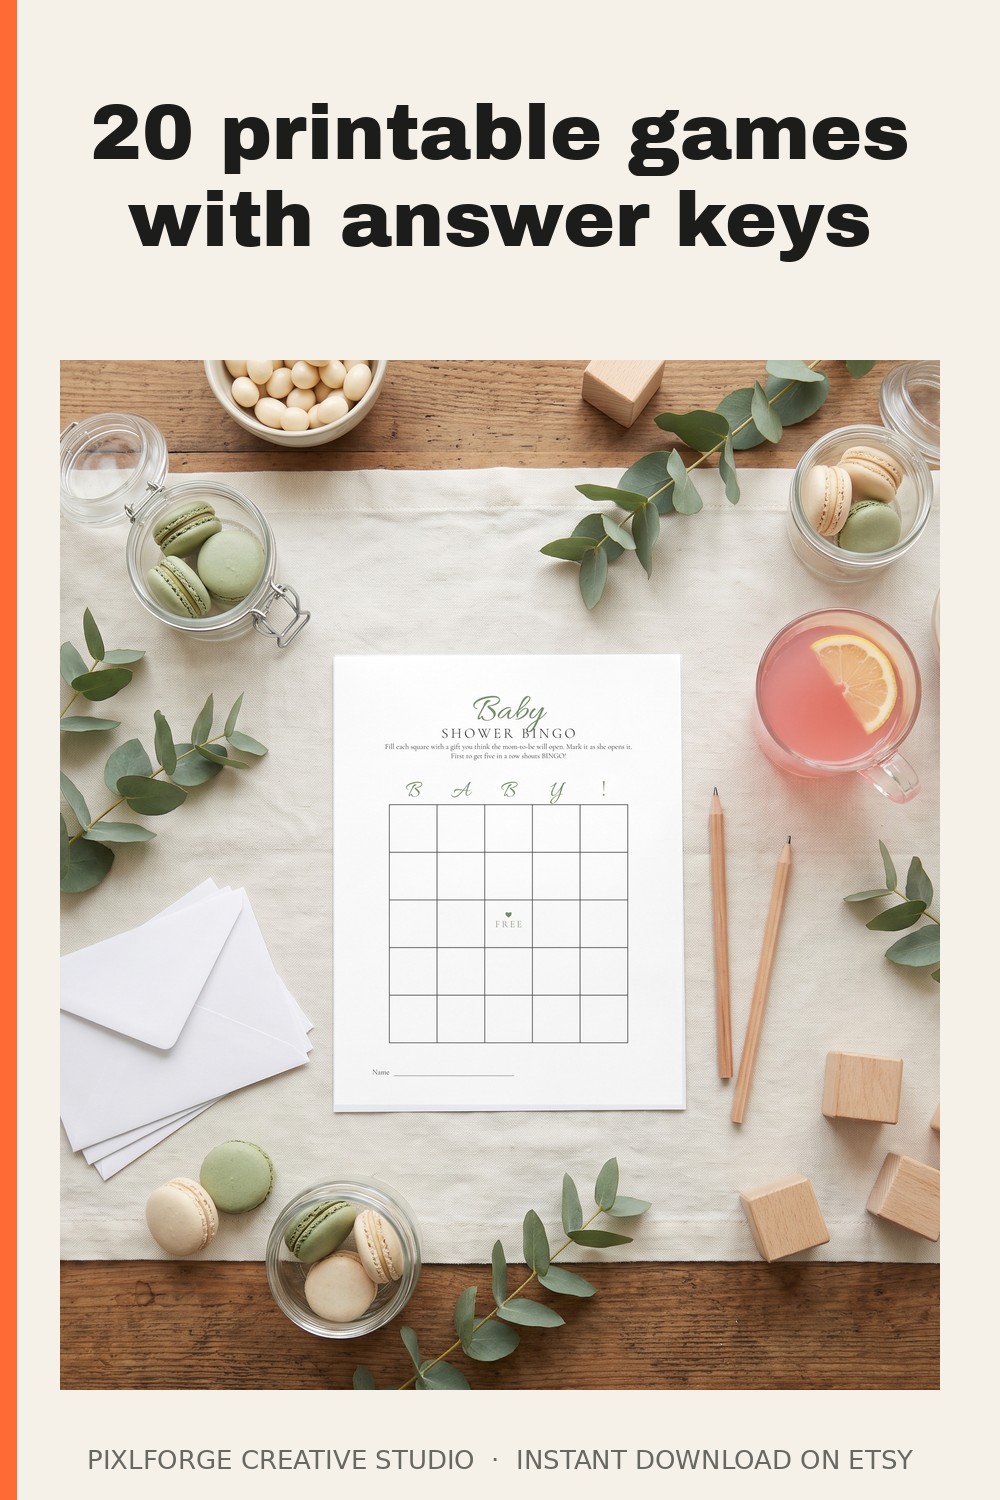 20 printable games
with answer keys
Baby
SHOWER BINGO
Fill each square with a gift you think the mom-to-be will open. Mark it as she opens it.
First to get five in a row shouts BINGO!
B A B Y !
FREE
Name
PIXLFORGE CREATIVE STUDIO · INSTANT DOWNLOAD ON ETSY